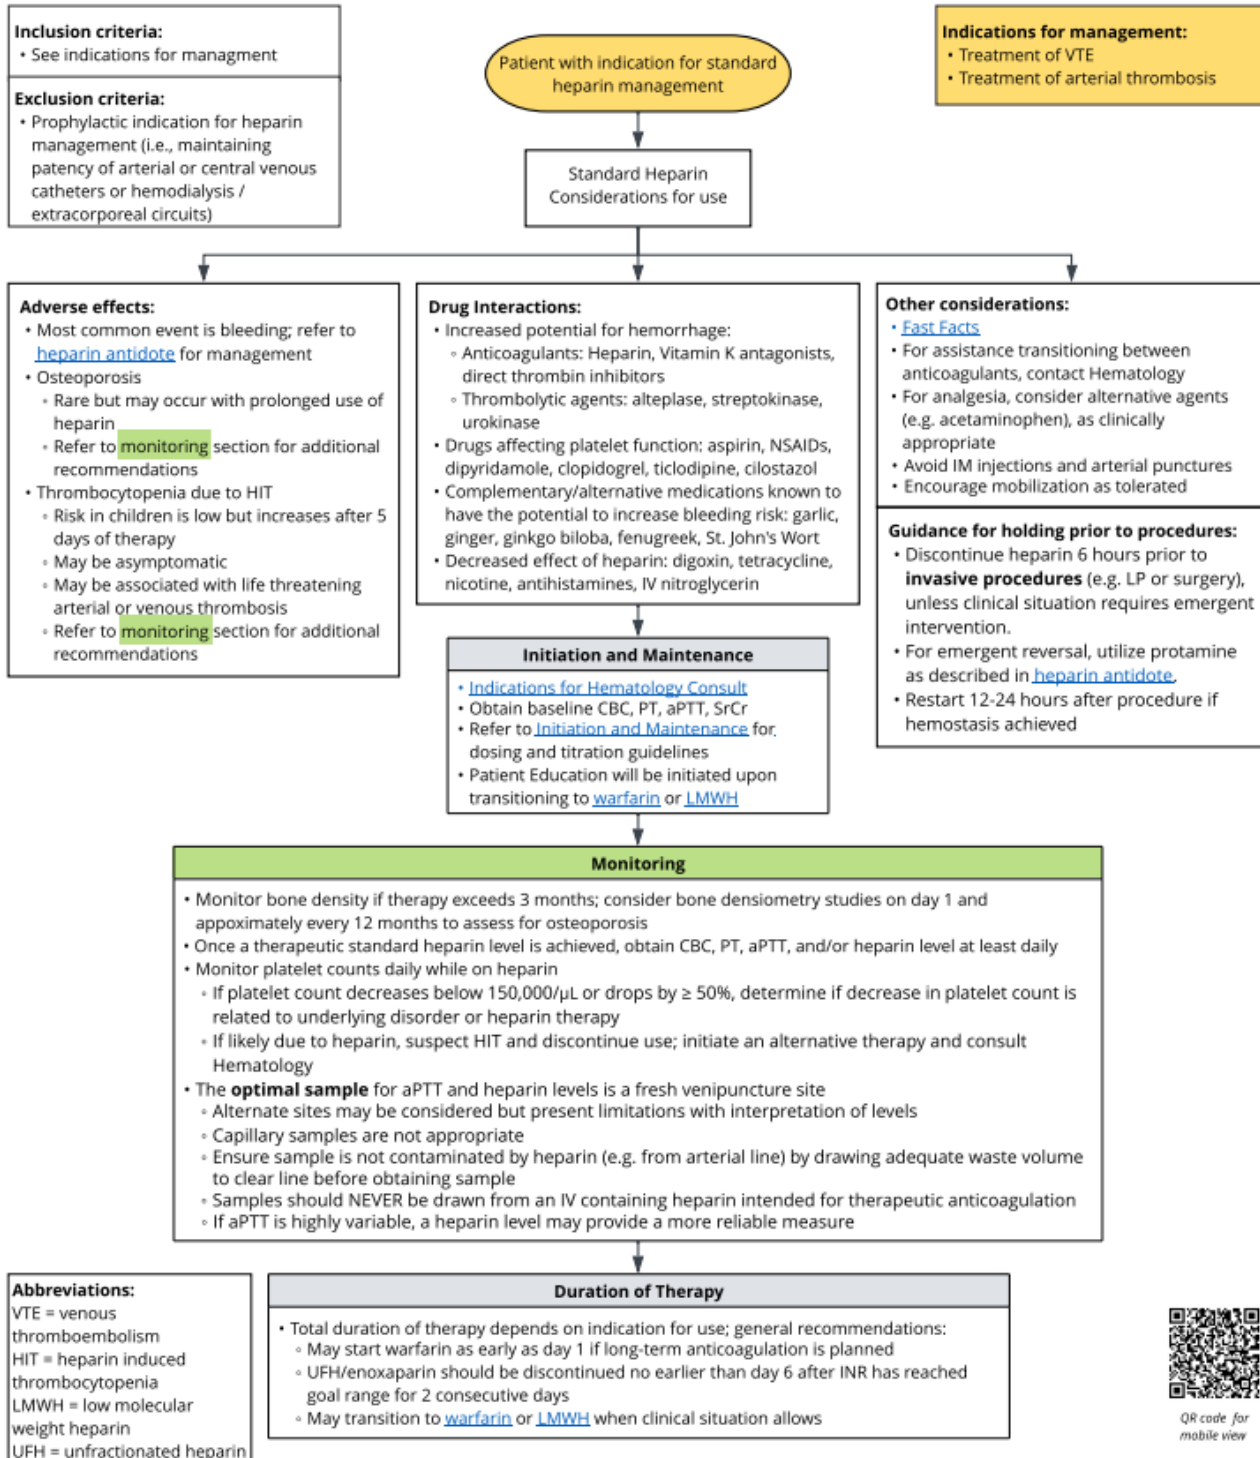 Inclusion criteria:
• See indications for managment
Exclusion criteria:
• Prophylactic indication for heparin
management (i.e., maintaining
patency of arterial or central venous
catheters or hemodialysis /
extracorporeal circuits)
Patient with indication for standard
heparin management
Indications for management:
• Treatment of VTE
• Treatment of arterial thrombosis
Standard Heparin
Considerations for use
Adverse effects:
• Most common event is bleeding; refer to
heparin antidote for management
• Osteoporosis
◦ Rare but may occur with prolonged use of
heparin
◦ Refer to monitoring section for additional
recommendations
• Thrombocytopenia due to HIT
◦ Risk in children is low but increases after 5
days of therapy
◦ May be asymptomatic
◦ May be associated with life threatening
arterial or venous thrombosis
◦ Refer to monitoring section for additional
recommendations
Drug Interactions:
• Increased potential for hemorrhage:
◦ Anticoagulants: Heparin, Vitamin K antagonists,
direct thrombin inhibitors
◦ Thrombolytic agents: alteplase, streptokinase,
urokinase
• Drugs affecting platelet function: aspirin, NSAIDs,
dipyridamole, clopidogrel, ticlodipine, cilostazol
• Complementary/alternative medications known to
have the potential to increase bleeding risk: garlic,
ginger, ginkgo biloba, fenugreek, St. John's Wort
• Decreased effect of heparin: digoxin, tetracycline,
nicotine, antihistamines, IV nitroglycerin
Other considerations:
• Fast Facts
• For assistance transitioning between
anticoagulants, contact Hematology
• For analgesia, consider alternative agents
(e.g. acetaminophen), as clinically
appropriate
• Avoid IM injections and arterial punctures
• Encourage mobilization as tolerated
Guidance for holding prior to procedures:
• Discontinue heparin 6 hours prior to
invasive procedures (e.g. LP or surgery),
unless clinical situation requires emergent
intervention.
• For emergent reversal, utilize protamine
as described in heparin antidote.
• Restart 12-24 hours after procedure if
hemostasis achieved
Initiation and Maintenance
• Indications for Hematology Consult
• Obtain baseline CBC, PT, aPTT, SrCr
• Refer to Initiation and Maintenance for
dosing and titration guidelines
• Patient Education will be initiated upon
transitioning to warfarin or LMWH
Monitoring
• Monitor bone density if therapy exceeds 3 months; consider bone densiometry studies on day 1 and
appoximately every 12 months to assess for osteoporosis
• Once a therapeutic standard heparin level is achieved, obtain CBC, PT, aPTT, and/or heparin level at least daily
• Monitor platelet counts daily while on heparin
◦ If platelet count decreases below 150,000/µL or drops by ≥ 50%, determine if decrease in platelet count is
related to underlying disorder or heparin therapy
◦ If likely due to heparin, suspect HIT and discontinue use; initiate an alternative therapy and consult
Hematology
• The optimal sample for aPTT and heparin levels is a fresh venipuncture site
◦ Alternate sites may be considered but present limitations with interpretation of levels
◦ Capillary samples are not appropriate
◦ Ensure sample is not contaminated by heparin (e.g. from arterial line) by drawing adequate waste volume
to clear line before obtaining sample
◦ Samples should NEVER be drawn from an IV containing heparin intended for therapeutic anticoagulation
◦ If aPTT is highly variable, a heparin level may provide a more reliable measure
Abbreviations:
VTE = venous
thromboembolism
HIT = heparin induced
thrombocytopenia
LMWH = low molecular
weight heparin
UFH = unfractionated heparin
Duration of Therapy
• Total duration of therapy depends on indication for use; general recommendations:
◦ May start warfarin as early as day 1 if long-term anticoagulation is planned
◦ UFH/enoxaparin should be discontinued no earlier than day 6 after INR has reached
goal range for 2 consecutive days
◦ May transition to warfarin or LMWH when clinical situation allows
QR code for
mobile view